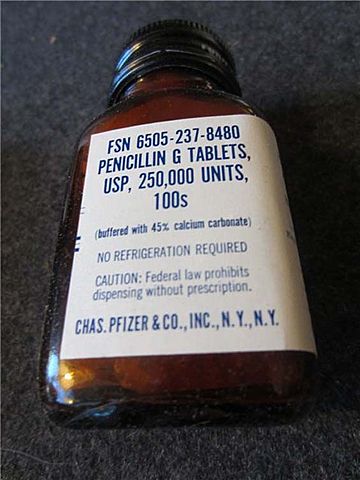 FSN 6505-237-8480
PENICILLIN G TABLETS,
USP, 250,000 UNITS,
100s
(buffered with 45% calcium carbonate)
NO REFRIGERATION REQUIRED
CAUTION: Federal law prohibits
dispensing without prescription.
CHAS. PFIZER & CO., INC., N.Y., N.Y.